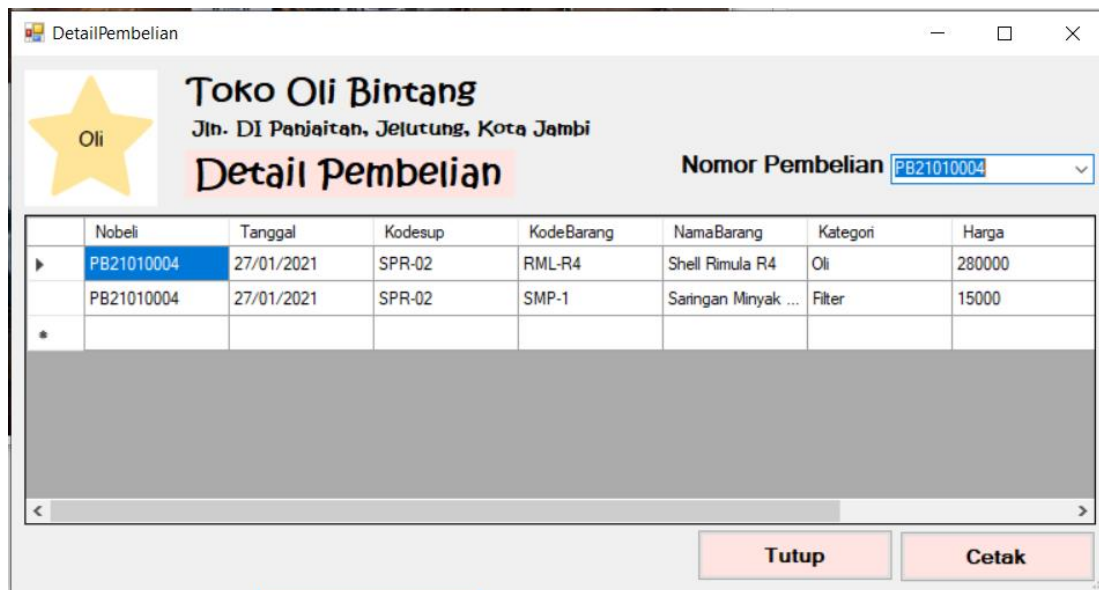 DetailPembelian
Oli
Toko Oli Bintang
Jln. DI Panjaitan, Jelutung, Kota Jambi
Detail Pembelian
Nomor Pembelian PB21010004
Nobeli Tanggal Kodesup KodeBarang NamaBarang Kategori Harga
PB21010004 27/01/2021 SPR-02 RML-R4 Shell Rimula R4 Oli 280000
PB21010004 27/01/2021 SPR-02 SMP-1 Saringan Minyak ... Filter 15000
Tutup Cetak